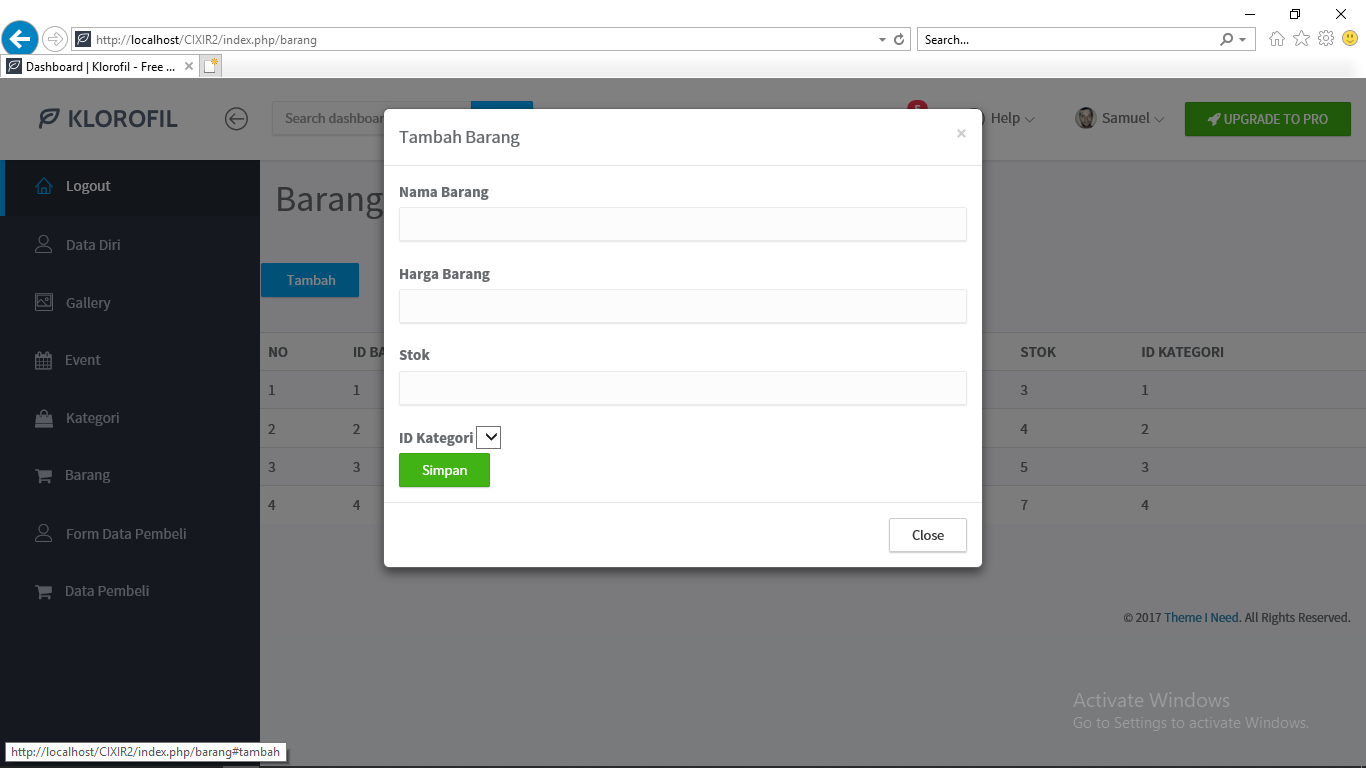 http://localhost/CIXIR2/index.php/barang
Search...
Dashboard | Klorofil - Free ...
KLOROFIL
Search dashboar
5
Help
Samuel
UPGRADE TO PRO
Tambah Barang
×
Logout
Data Diri
Gallery
Event
Kategori
Barang
Form Data Pembeli
Data Pembeli
Barang
Tambah
Nama Barang
Harga Barang
Stok
ID Kategori
Simpan
Close
NO ID BA STOK ID KATEGORI
1 1 3 1
2 2 4 2
3 3 5 3
4 4 7 4
© 2017 Theme I Need. All Rights Reserved.
Activate Windows
Go to Settings to activate Windows.
http://localhost/CIXIR2/index.php/barang#tambah